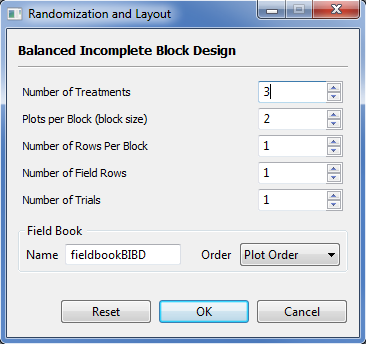 Randomization and Layout
Balanced Incomplete Block Design
Number of Treatments 3
Plots per Block (block size) 2
Number of Rows Per Block 1
Number of Field Rows 1
Number of Trials 1
Field Book
Name fieldbookBIBD Order Plot Order
Reset OK Cancel